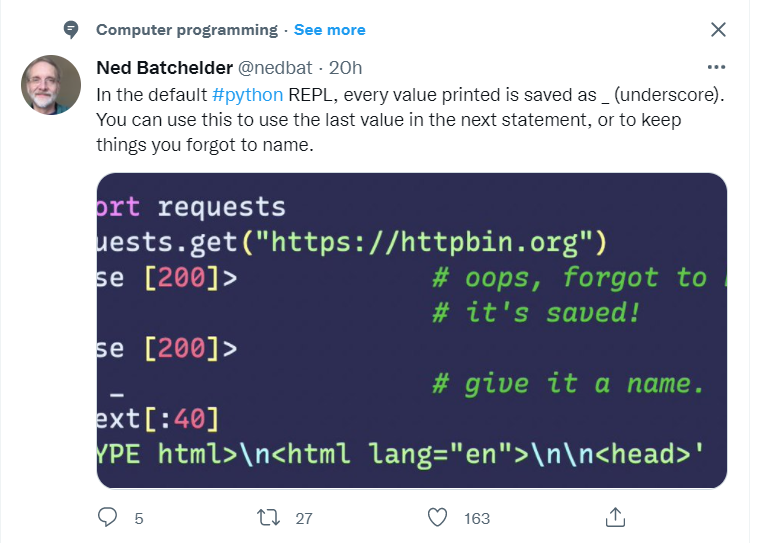 Computer programming · See more
Ned Batchelder @nedbat · 20h
In the default #python REPL, every value printed is saved as _ (underscore).
You can use this to use the last value in the next statement, or to keep
things you forgot to name.
ort requests
uests.get("https://httpbin.org")
se [200]> # oops, forgot to
# it's saved!
se [200]>
_ # give it a name.
ext[:40]
YPE html>\n<html lang="en">\n\n<head>'
5 27 163